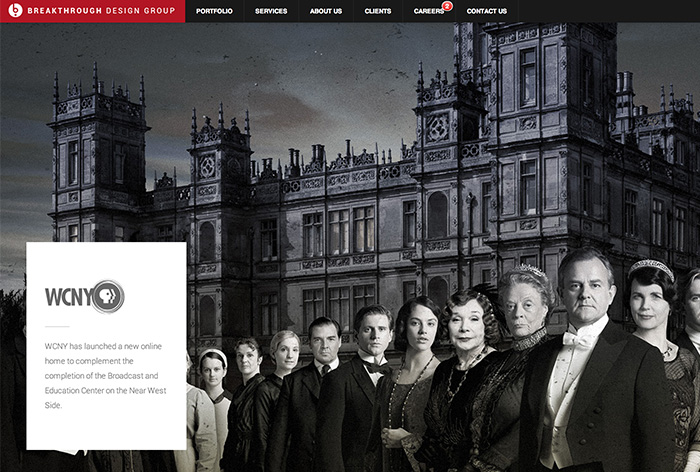 BREAKTHROUGH DESIGN GROUP
PORTFOLIO SERVICES ABOUT US CLIENTS CAREERS 2 CONTACT US
WCNY
WCNY has launched a new online
home to complement the
completion of the Broadcast and
Education Center on the Near West
Side.